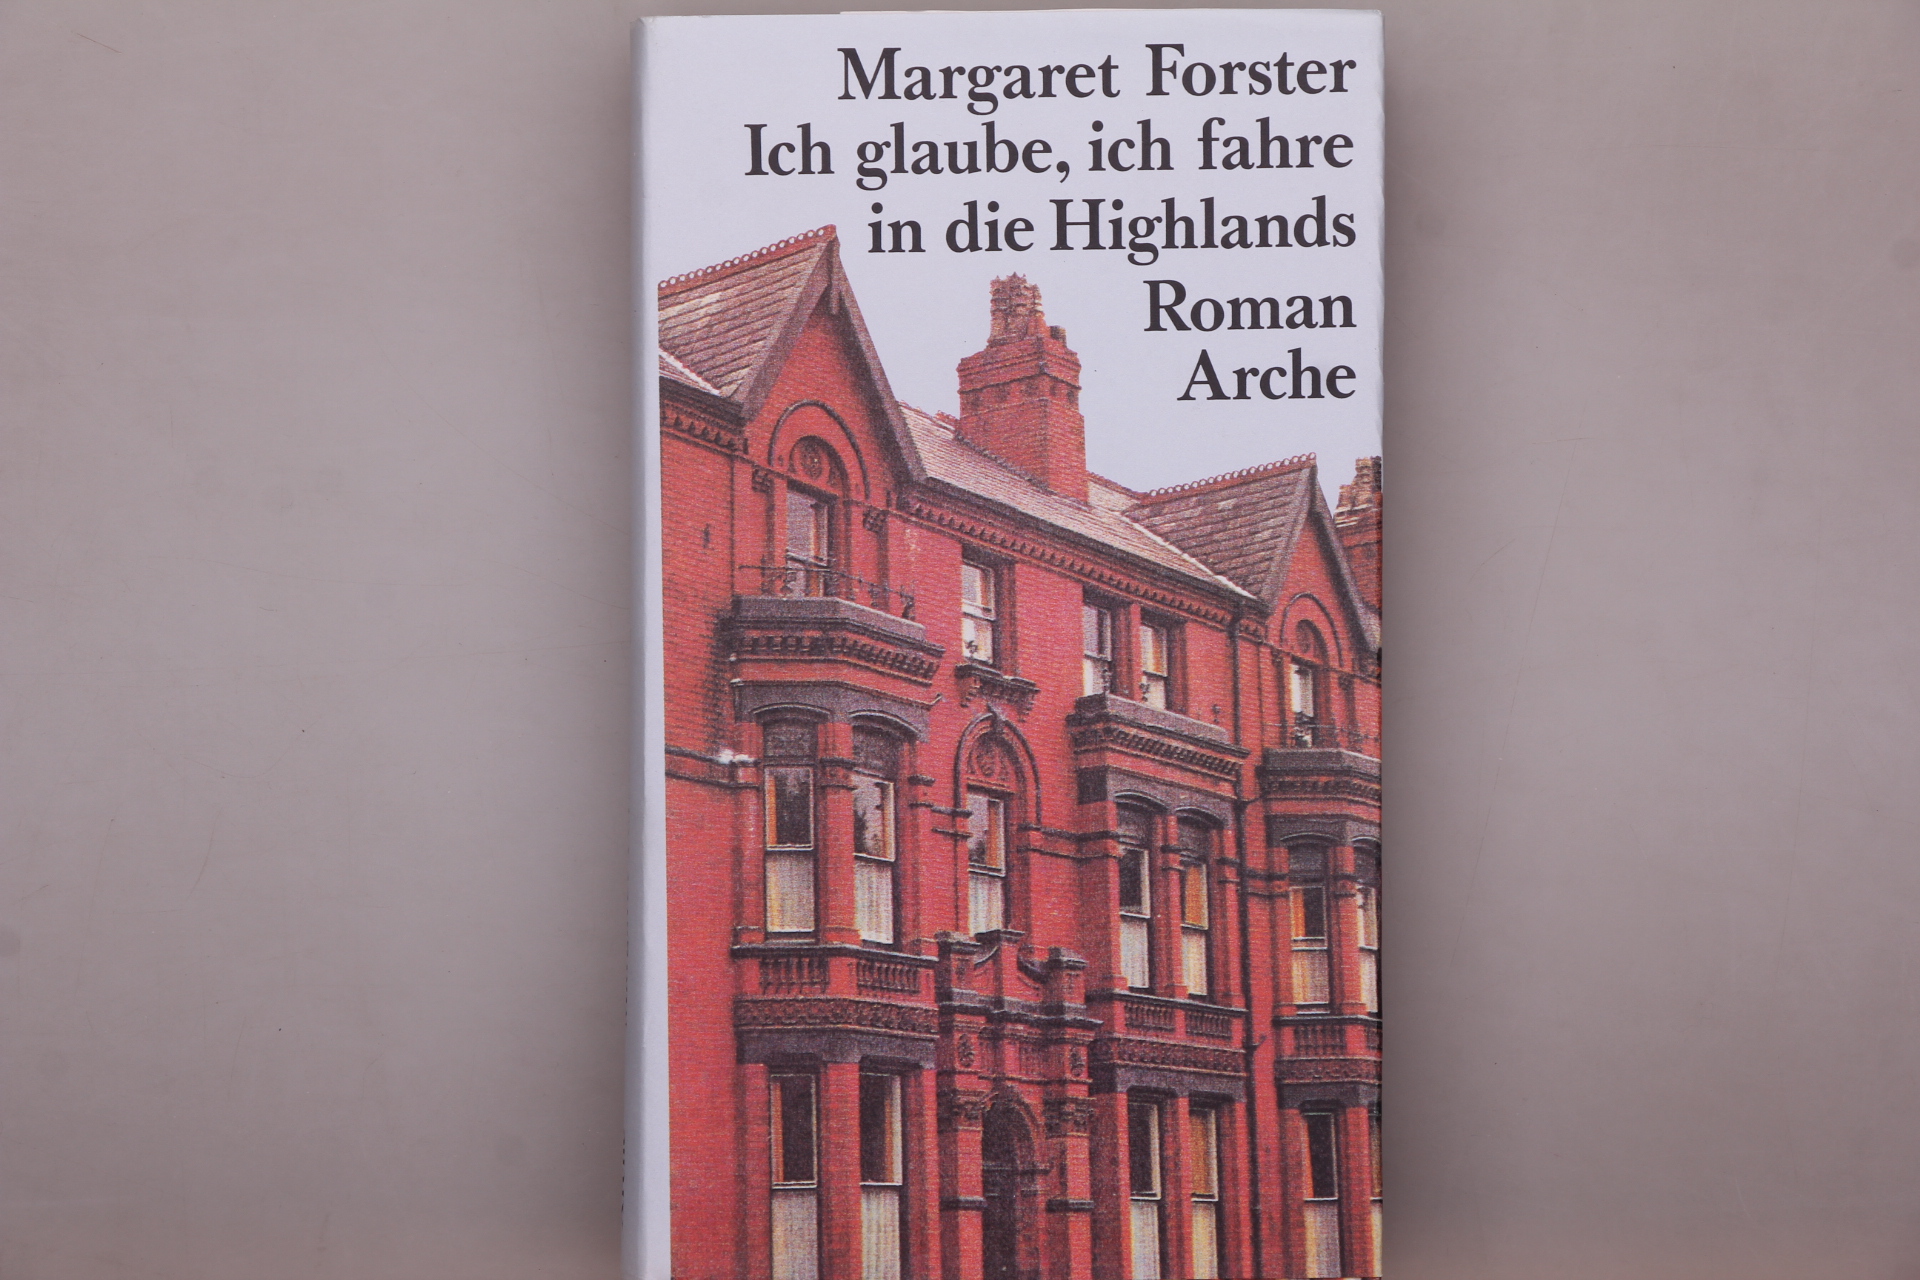 Margaret Forster
Ich glaube, ich fahre
in die Highlands
Roman
Arche